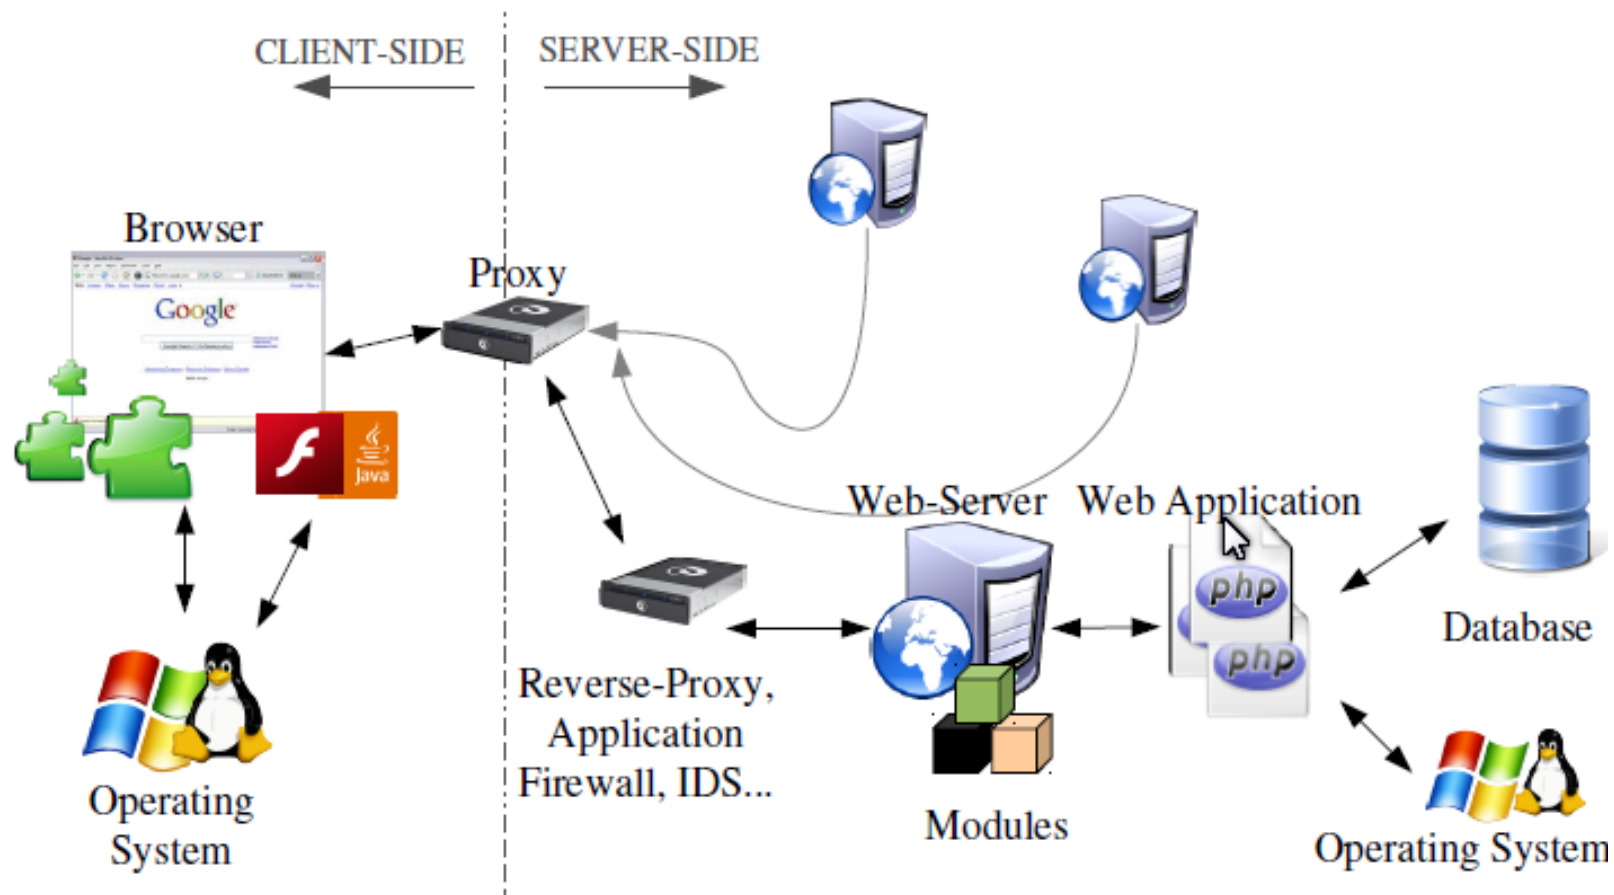 CLIENT-SIDE
SERVER-SIDE
Browser
Google
Proxy
Java
Web-Server
Web Application
php
php
Database
Reverse-Proxy,
Application
Firewall, IDS...
Modules
Operating
System
Operating System